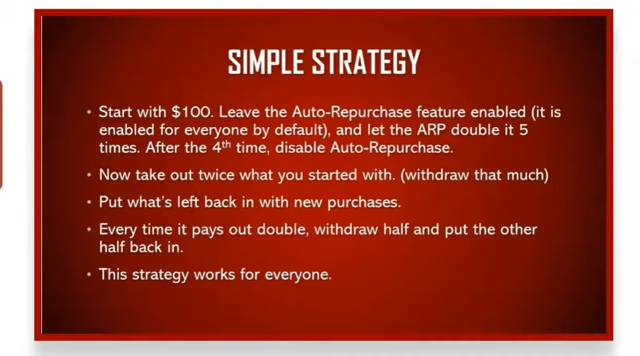 SIMPLE STRATEGY
• Start with $100. Leave the Auto-Repurchase feature enabled (it is
enabled for everyone by default), and let the ARP double it 5
times. After the 4th time, disable Auto-Repurchase.
• Now take out twice what you started with. (withdraw that much)
• Put what's left back in with new purchases.
• Every time it pays out double, withdraw half and put the other
half back in.
• This strategy works for everyone.